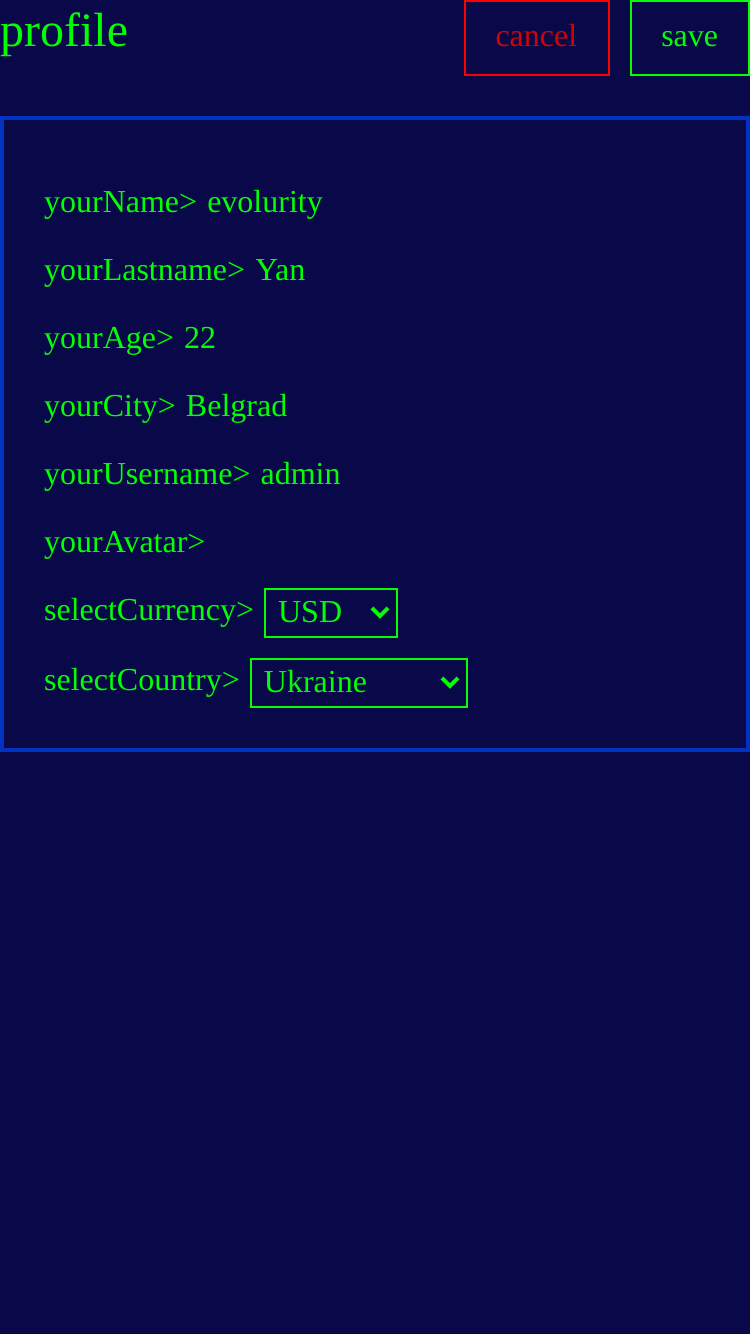 profile
cancel
save
yourName> evolurity
yourLastname> Yan
yourAge> 22
yourCity> Belgrad
yourUsername> admin
yourAvatar>
selectCurrency> USD
selectCountry> Ukraine